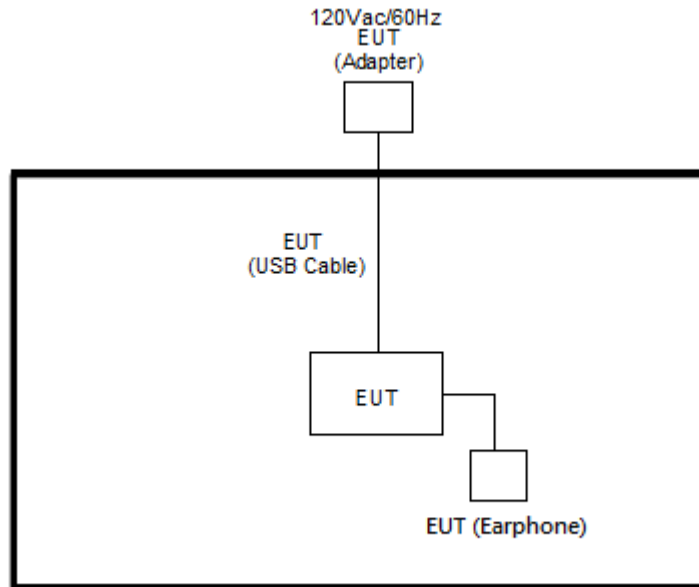 120Vac/60Hz
EUT
(Adapter)
EUT
(USB Cable)
EUT
EUT (Earphone)